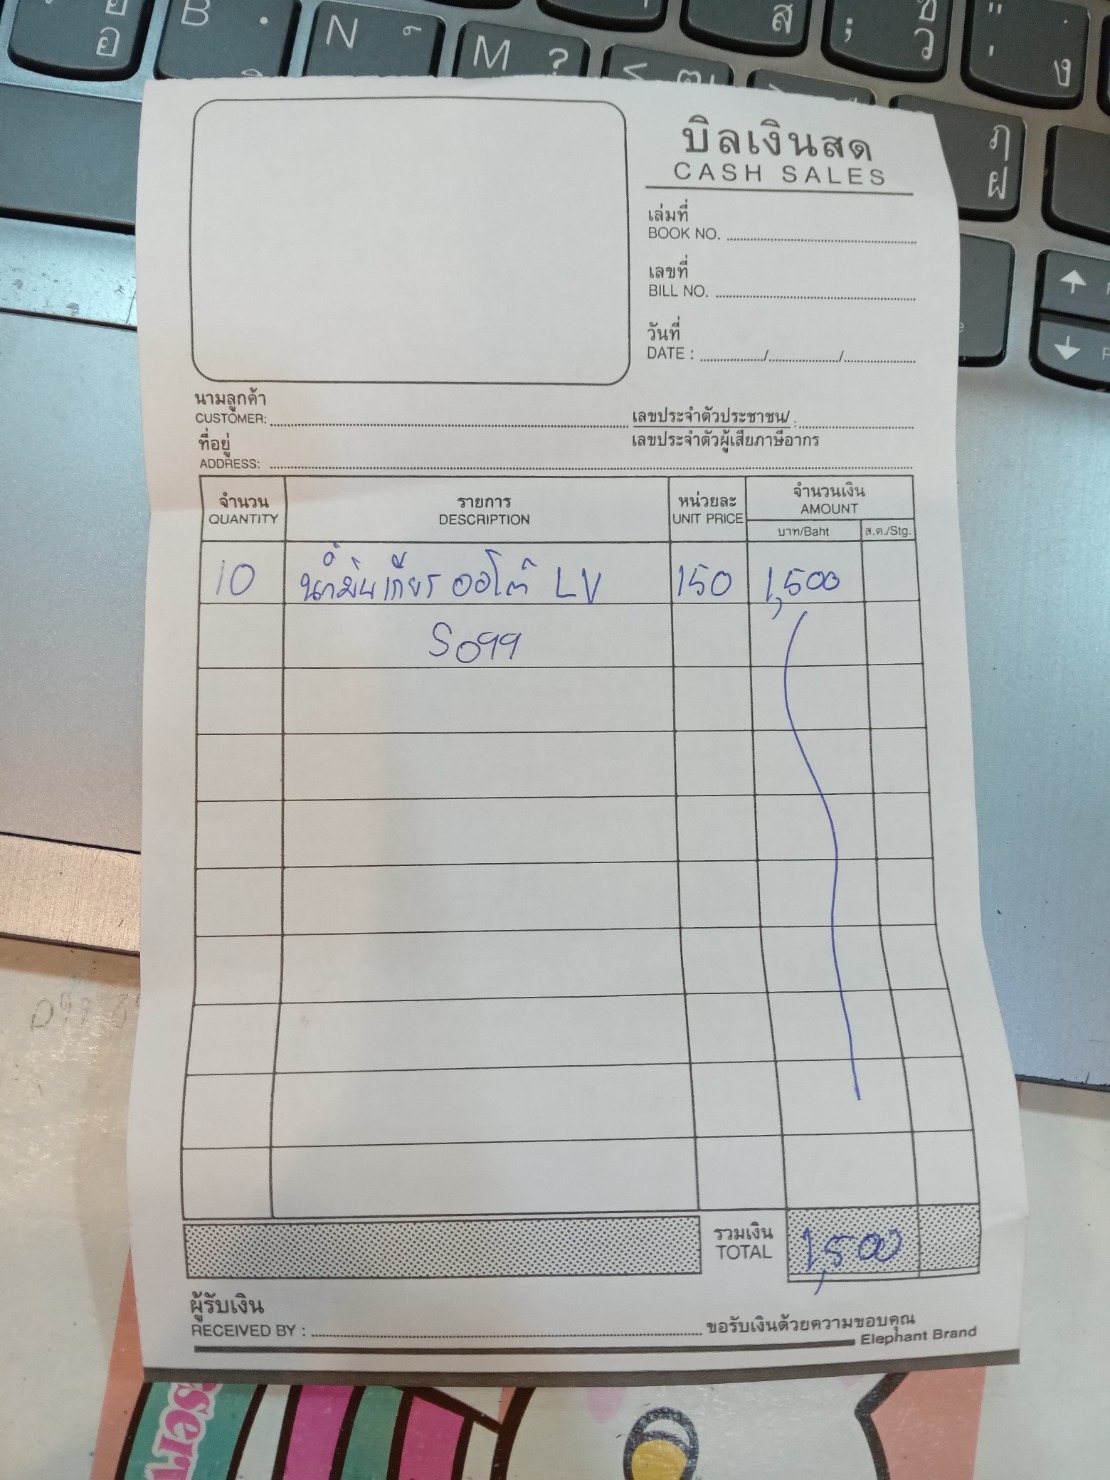 บิลเงินสด
CASH SALES
เล่มที่
BOOK NO.
เลขที่
BILL NO.
วันที่
DATE : / /
นามลูกค้า
CUSTOMER:
เลขประจำตัวประชาชน/ :
เลขประจำตัวผู้เสียภาษีอากร
ที่อยู่
ADDRESS:
จำนวน รายการ หน่วยละ จำนวนเงิน
QUANTITY DESCRIPTION UNIT PRICE AMOUNT
บาท/Baht ส.ต./Stg.
10 น้ำมันเกียร ออโต้ LV 150 1,500
5099
รวมเงิน
TOTAL 1,500
ผู้รับเงิน
RECEIVED BY :
ขอรับเงินด้วยความขอบคุณ
Elephant Brand
B
อ
N
M
?
ส
;
ว
"
'
ง
ฦ
ฝ